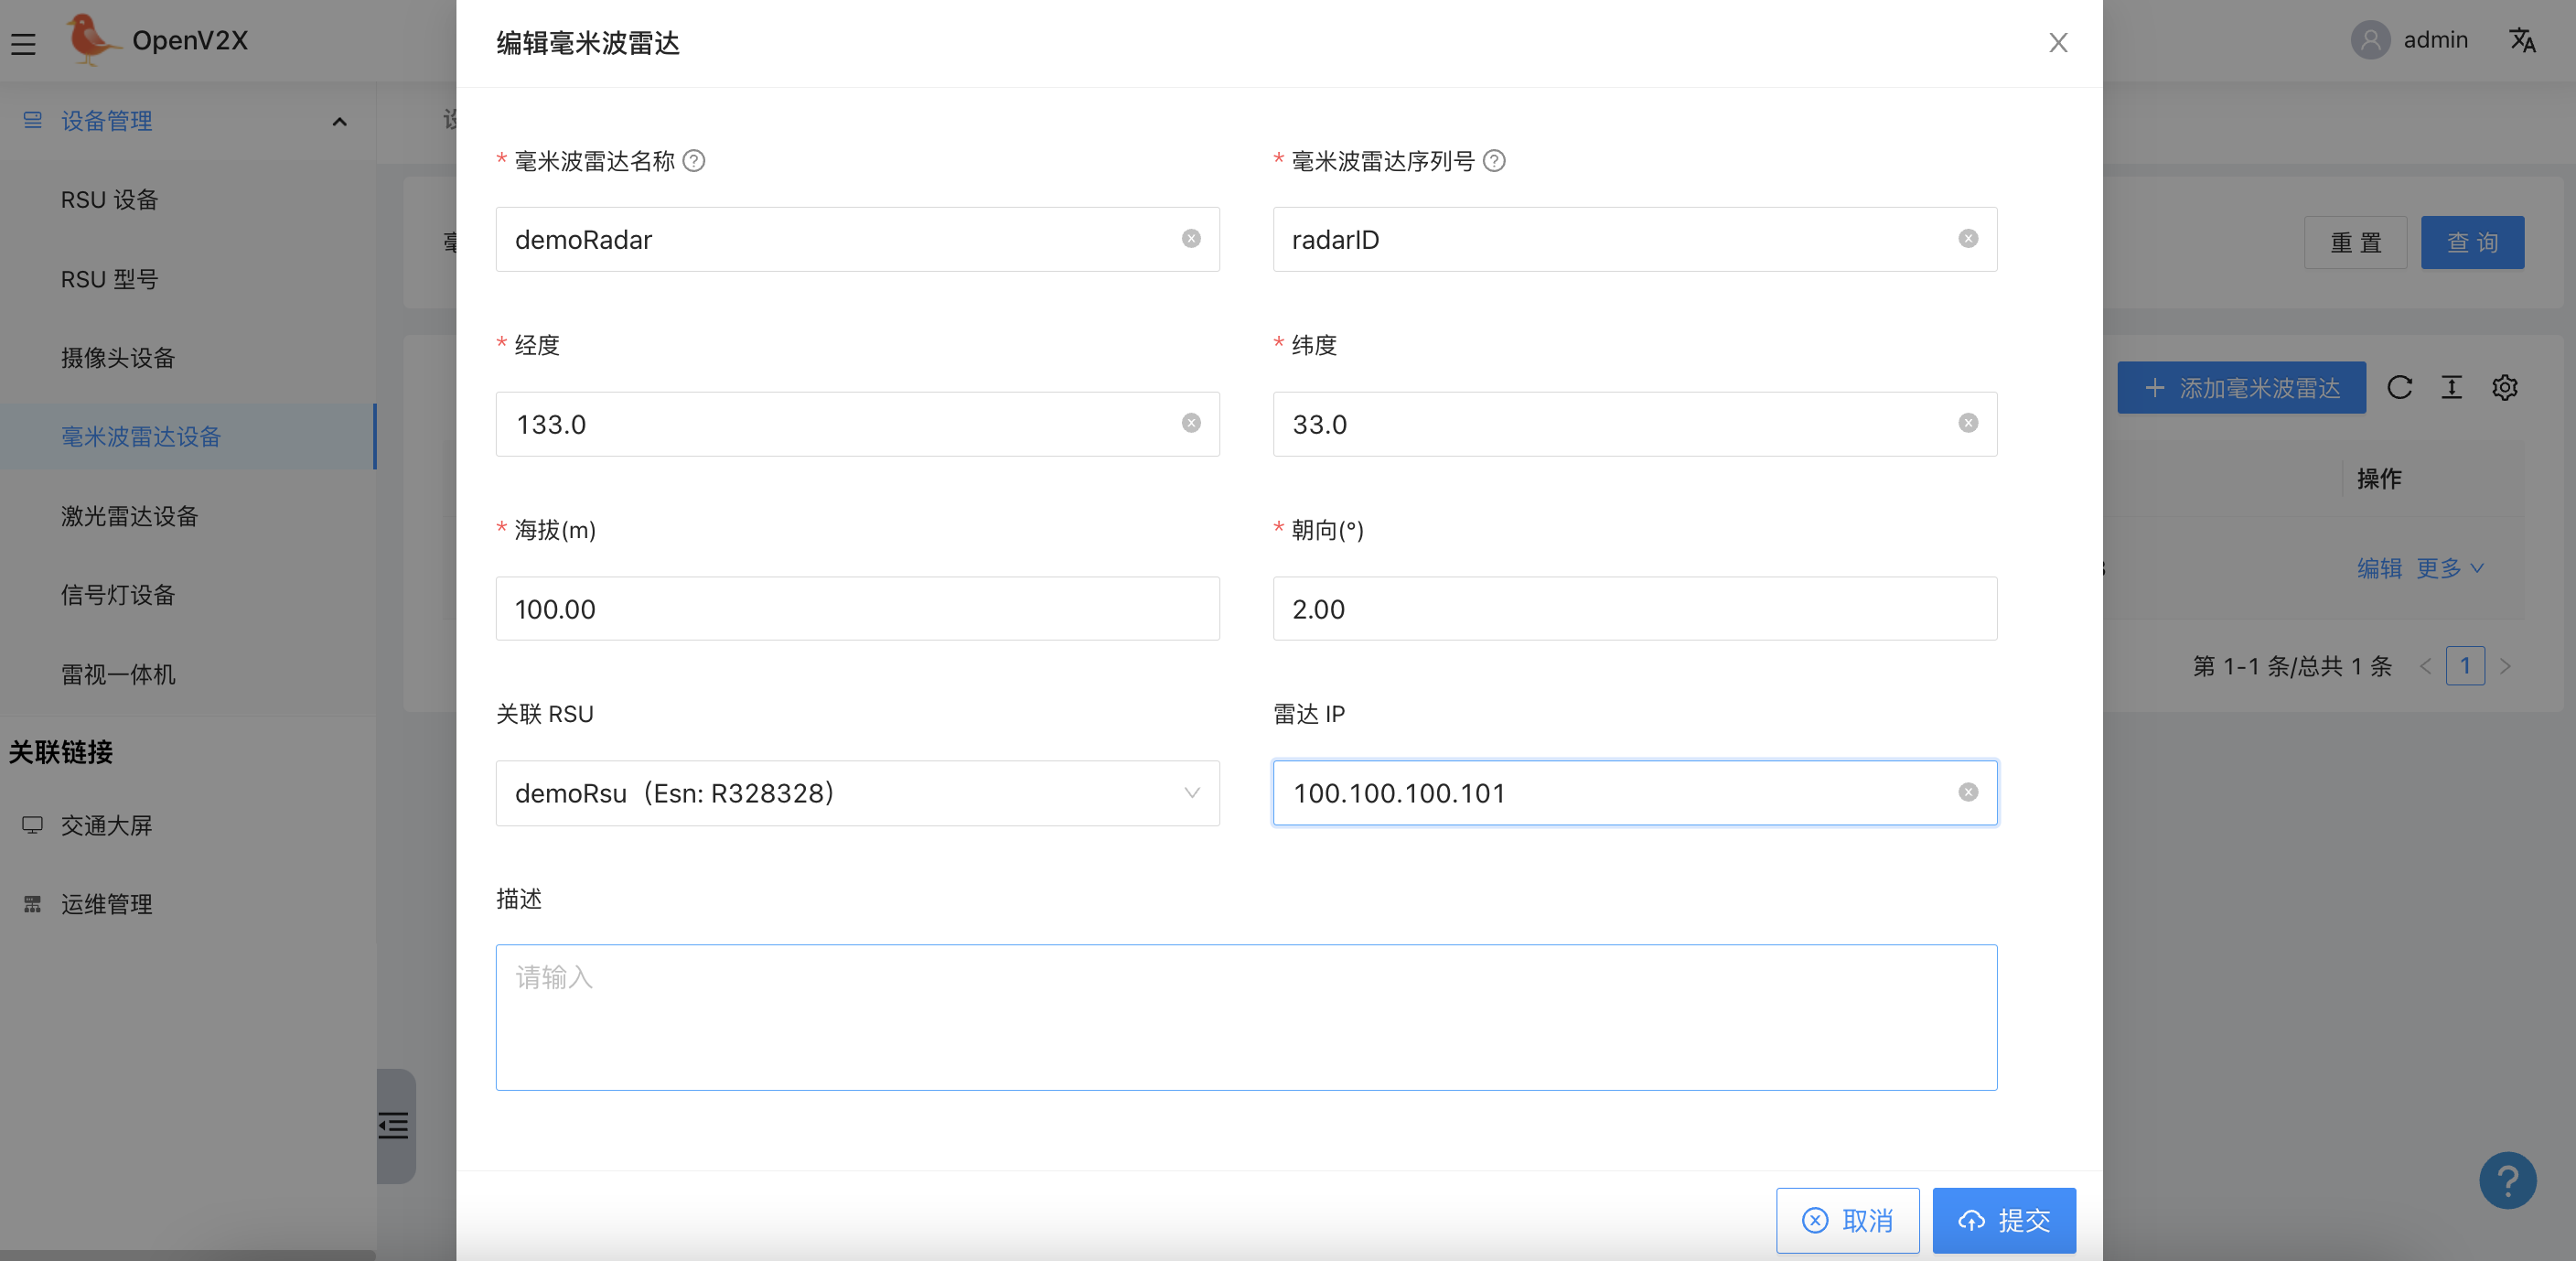 OpenV2X
admin
设备管理
RSU 设备
RSU 型号
摄像头设备
毫米波雷达设备
激光雷达设备
信号灯设备
雷视一体机
关联链接
交通大屏
运维管理
编辑毫米波雷达
* 毫米波雷达名称
* 毫米波雷达序列号
demoRadar
radarID
* 经度
* 纬度
133.0
33.0
* 海拔(m)
* 朝向(°)
100.00
2.00
关联 RSU
雷达 IP
demoRsu（Esn: R328328）
100.100.100.101
描述
请输入
取消
提交
重 置
查 询
添加毫米波雷达
操作
编辑 更多
第 1-1 条/总共 1 条
1